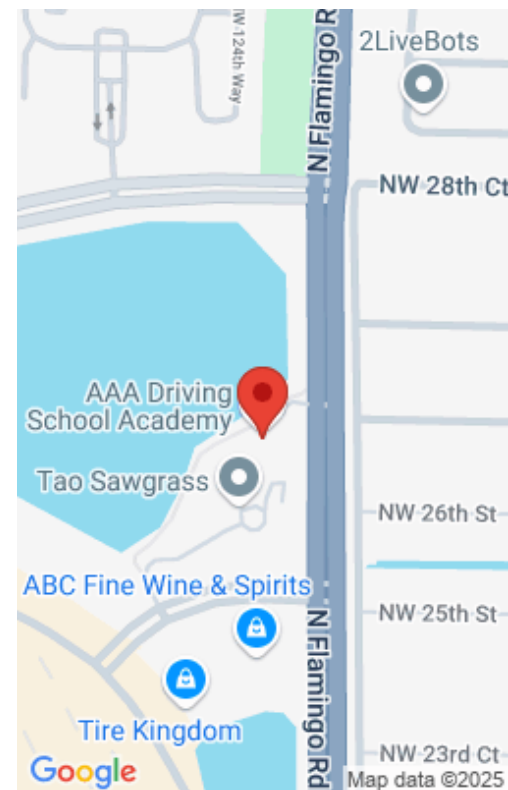 NW 124th Way
N Flamingo R
2LiveBots
NW 28th Ct
AAA Driving
School Academy
Tao Sawgrass
NW 26th St
ABC Fine Wine & Spirits
NW 25th St
N Flamingo Rd
Tire Kingdom
NW 23rd Ct
Google
Map data ©2025